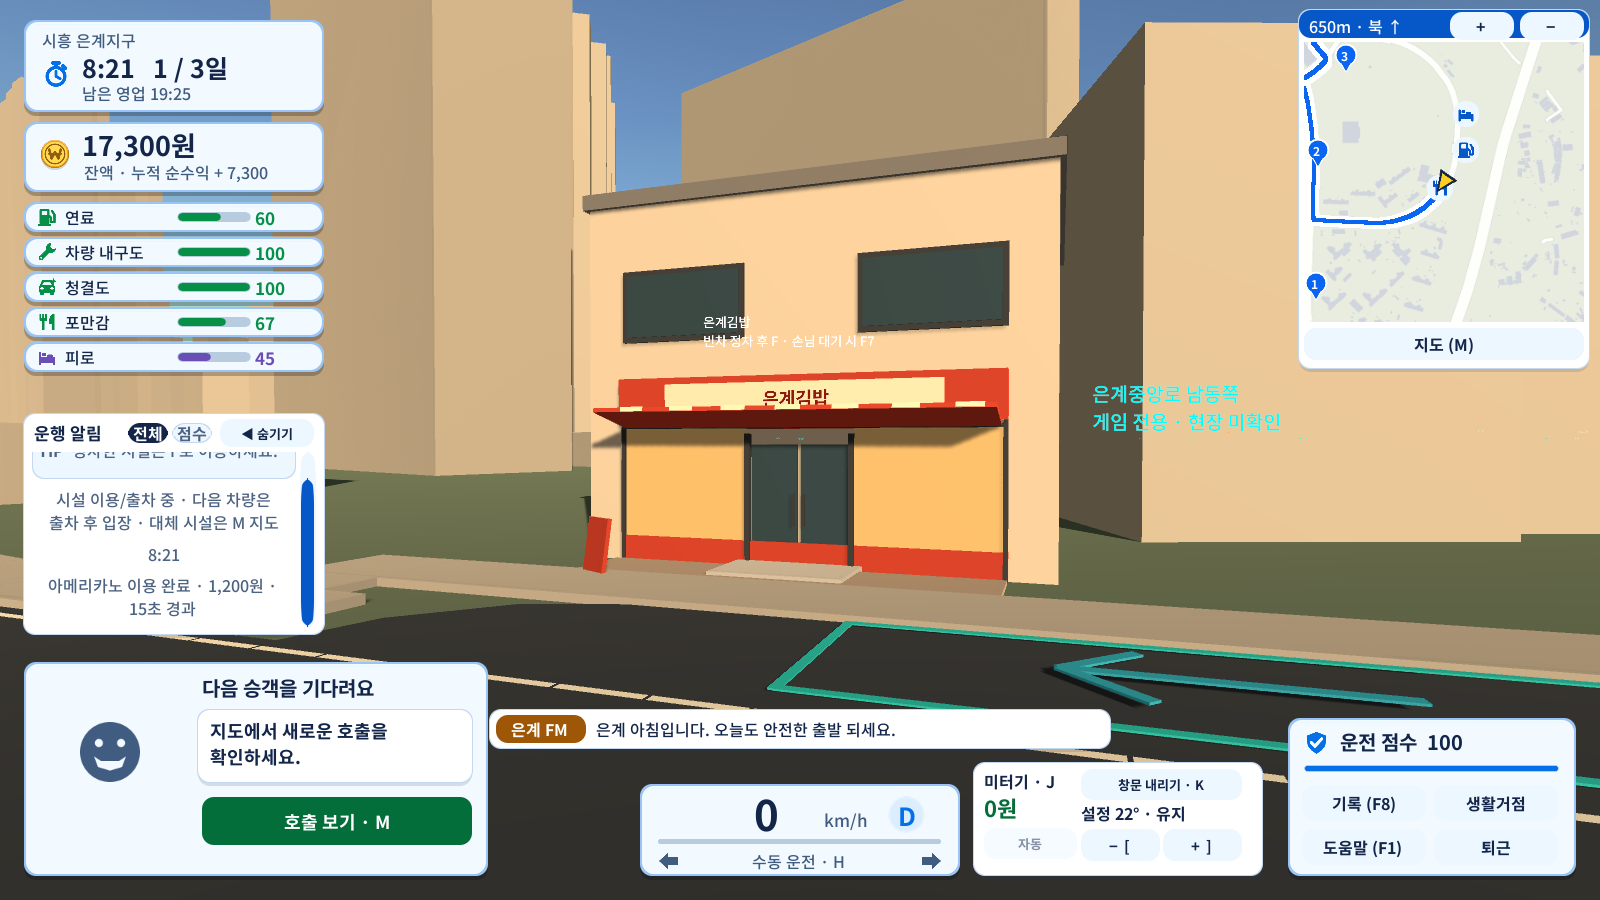 시흥 은계지구
8:21 1 / 3일
남은 영업 19:25
17,300원
잔액 · 누적 순수익 + 7,300
연료 60
차량 내구도 100
청결도 100
포만감 67
피로 45
운행 알림 전체 점수 ◀ 숨기기
시설 이용/출차 중 · 다음 차량은
출차 후 입장 · 대체 시설은 M 지도
8:21
아메리카노 이용 완료 · 1,200원 ·
15초 경과
다음 승객을 기다려요
지도에서 새로운 호출을
확인하세요.
호출 보기 · M
은계김밥
빈차 정차 후 F · 손님 대기 시 F7
은계김밥
은계중앙로 남동쪽
게임 전용 · 현장 미확인
650m · 북 ↑ + −
3
2
1
지도 (M)
은계 FM 은계 아침입니다. 오늘도 안전한 출발 되세요.
0 km/h D
수동 운전 · H
미터기 · J 창문 내리기 · K
0원 설정 22° · 유지
자동 − [ + ]
운전 점수 100
기록 (F8) 생활거점
도움말 (F1) 퇴근